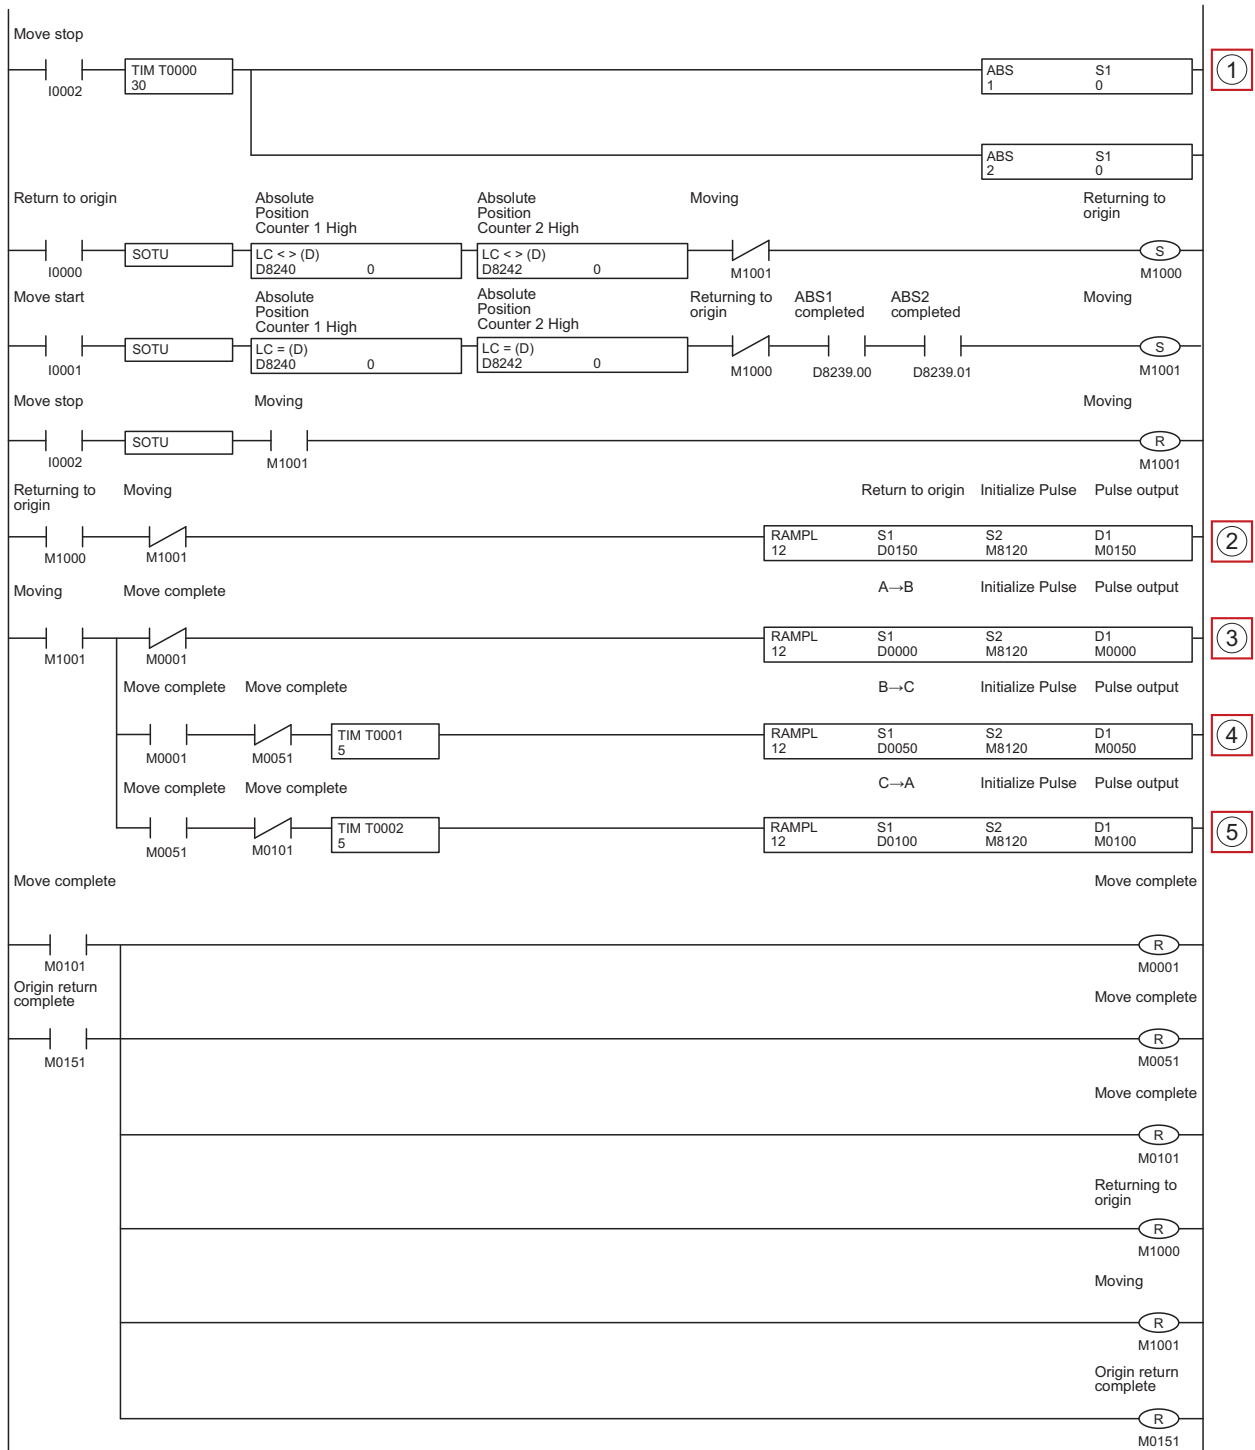 Move stop
TIM T0000
30
I0002
ABS S1
1 0
①
ABS S1
2 0
Return to origin
Absolute
Position
Counter 1 High
Absolute
Position
Counter 2 High
Moving
Returning to
origin
I0000
SOTU
LC < > (D)
D8240 0
LC < > (D)
D8242 0
M1001
S
M1000
Move start
Absolute
Position
Counter 1 High
Absolute
Position
Counter 2 High
Returning to
origin
ABS1
completed
ABS2
completed
Moving
I0001
SOTU
LC = (D)
D8240 0
LC = (D)
D8242 0
M1000
D8239.00
D8239.01
S
M1001
Move stop
Moving
Moving
I0002
SOTU
M1001
R
M1001
Returning to
origin
Moving
Return to origin
Initialize Pulse
Pulse output
M1000
M1001
RAMPL S1 S2 D1
12 D0150 M8120 M0150
②
Moving
Move complete
A→B
Initialize Pulse
Pulse output
M1001
M0001
RAMPL S1 S2 D1
12 D0000 M8120 M0000
③
Move complete
Move complete
B→C
Initialize Pulse
Pulse output
M0001
M0051
TIM T0001
5
RAMPL S1 S2 D1
12 D0050 M8120 M0050
④
Move complete
Move complete
C→A
Initialize Pulse
Pulse output
M0051
M0101
TIM T0002
5
RAMPL S1 S2 D1
12 D0100 M8120 M0100
⑤
Move complete
Move complete
M0101
R
M0001
Origin return
complete
Move complete
M0151
R
M0051
Move complete
R
M0101
Returning to
origin
R
M1000
Moving
R
M1001
Origin return
complete
R
M0151